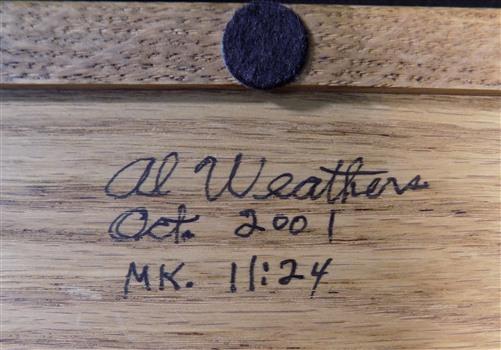 Al Weathers
Oct. 2001
MK. 11:24